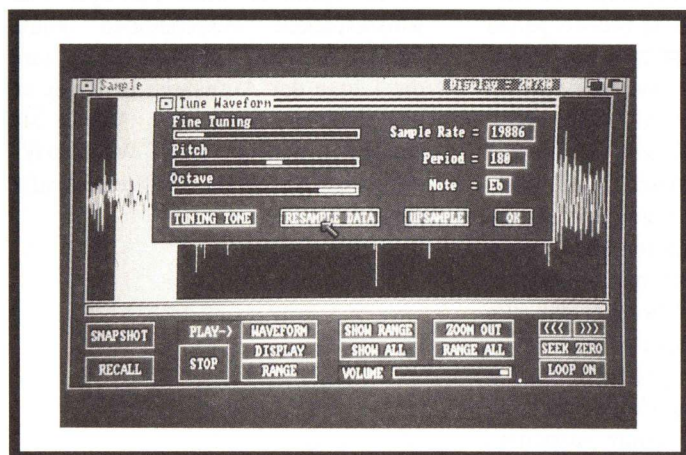 Sample
Tune Waveform
Fine Tuning
Pitch
Octave
Sample Rate = 19886
Period = 180
Note = Eb
TUNING TONE
RESAMPLE DATA
UPSAMPLE
OK
SNAPSHOT
RECALL
PLAY->
STOP
WAVEFORM
DISPLAY
RANGE
SHOW RANGE
SHOW ALL
ZOOM OUT
RANGE ALL
VOLUME
<<< >>>
SEEK ZERO
LOOP ON